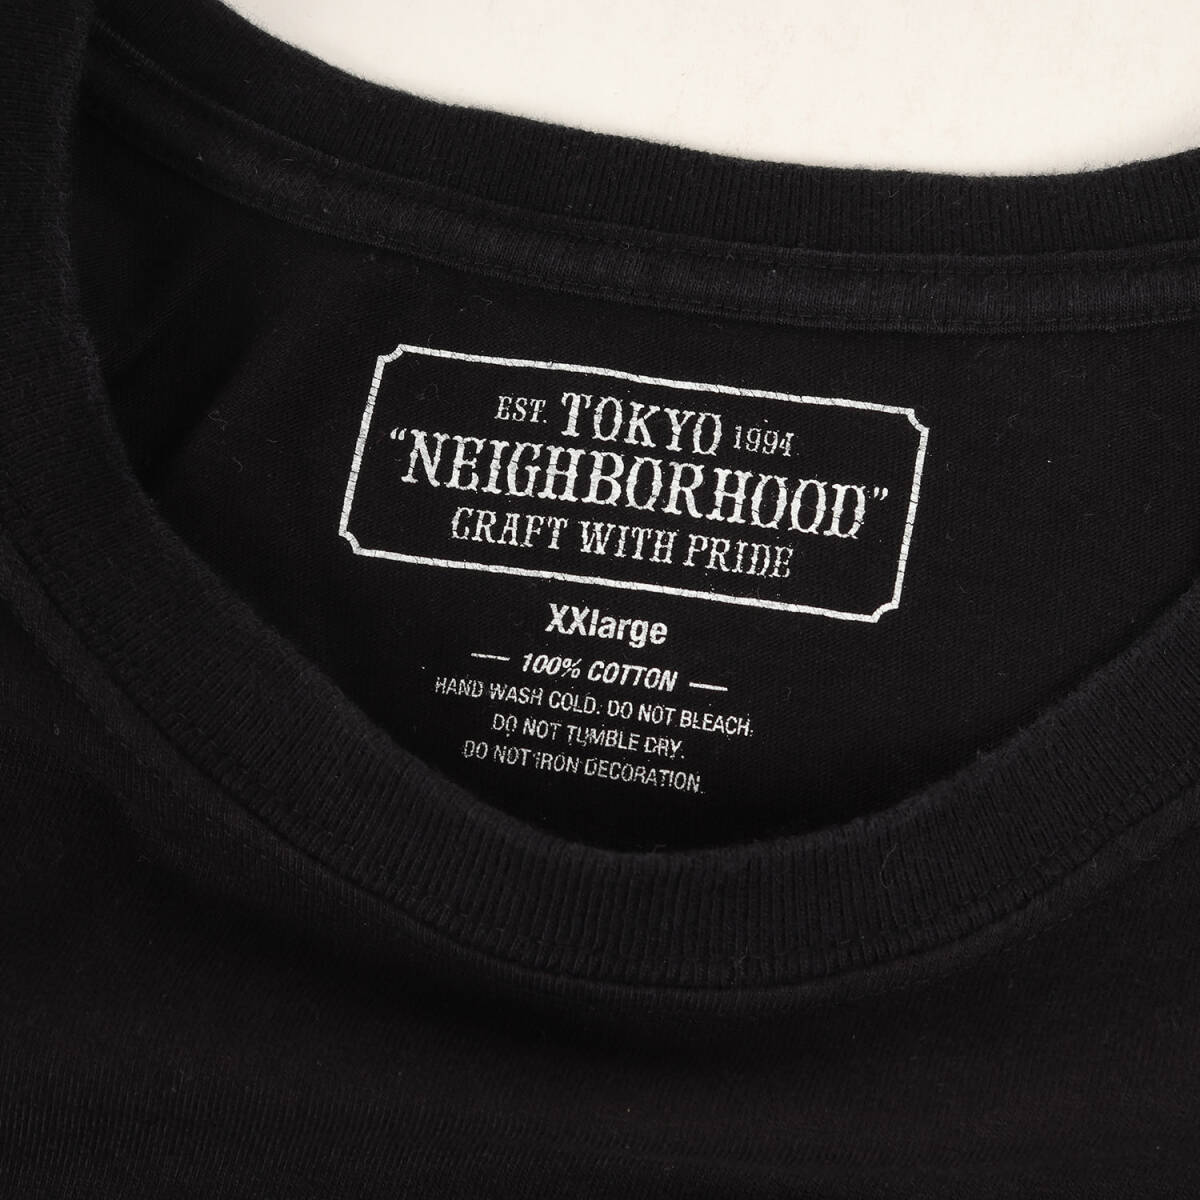 EST. TOKYO 1994.
“NEIGHBORHOOD”
CRAFT WITH PRIDE
XXlarge
— 100% COTTON —
HAND WASH COLD. DO NOT BLEACH.
DO NOT TUMBLE DRY.
DO NOT IRON DECORATION.